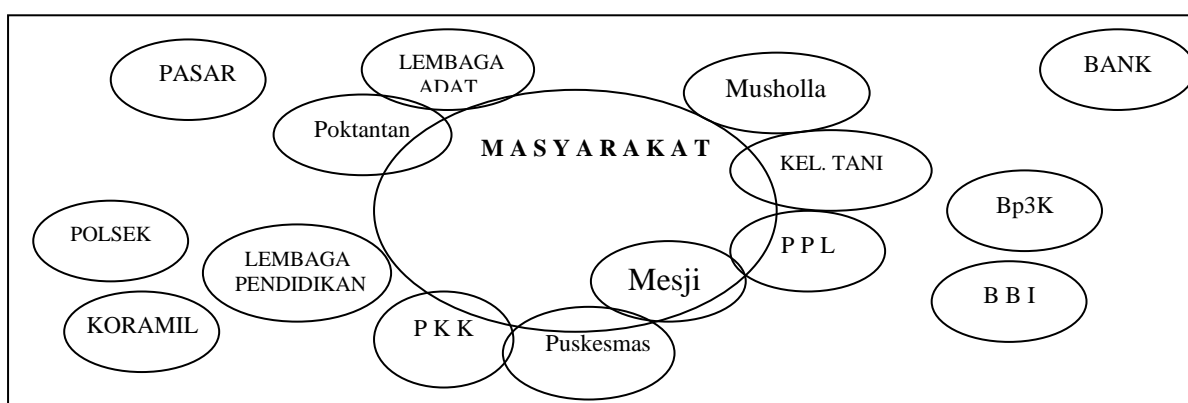 PASAR
LEMBAGA
ADAT
Musholla
BANK
Poktantan
M A S Y A R A K A T
KEL. TANI
Bp3K
POLSEK
LEMBAGA
PENDIDIKAN
P P L
Mesji
B B I
KORAMIL
P K K
Puskesmas